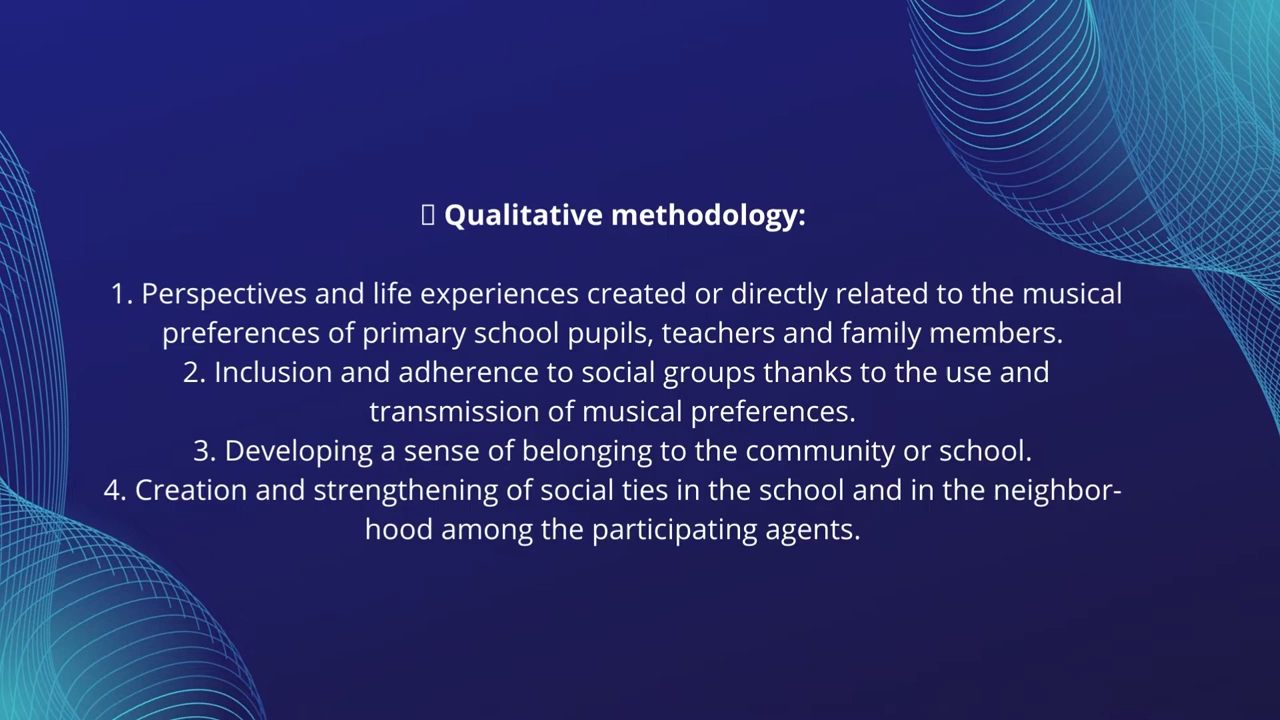 Qualitative methodology:
1. Perspectives and life experiences created or directly related to the musical
preferences of primary school pupils, teachers and family members.
2. Inclusion and adherence to social groups thanks to the use and
transmission of musical preferences.
3. Developing a sense of belonging to the community or school.
4. Creation and strengthening of social ties in the school and in the neighbor-
hood among the participating agents.